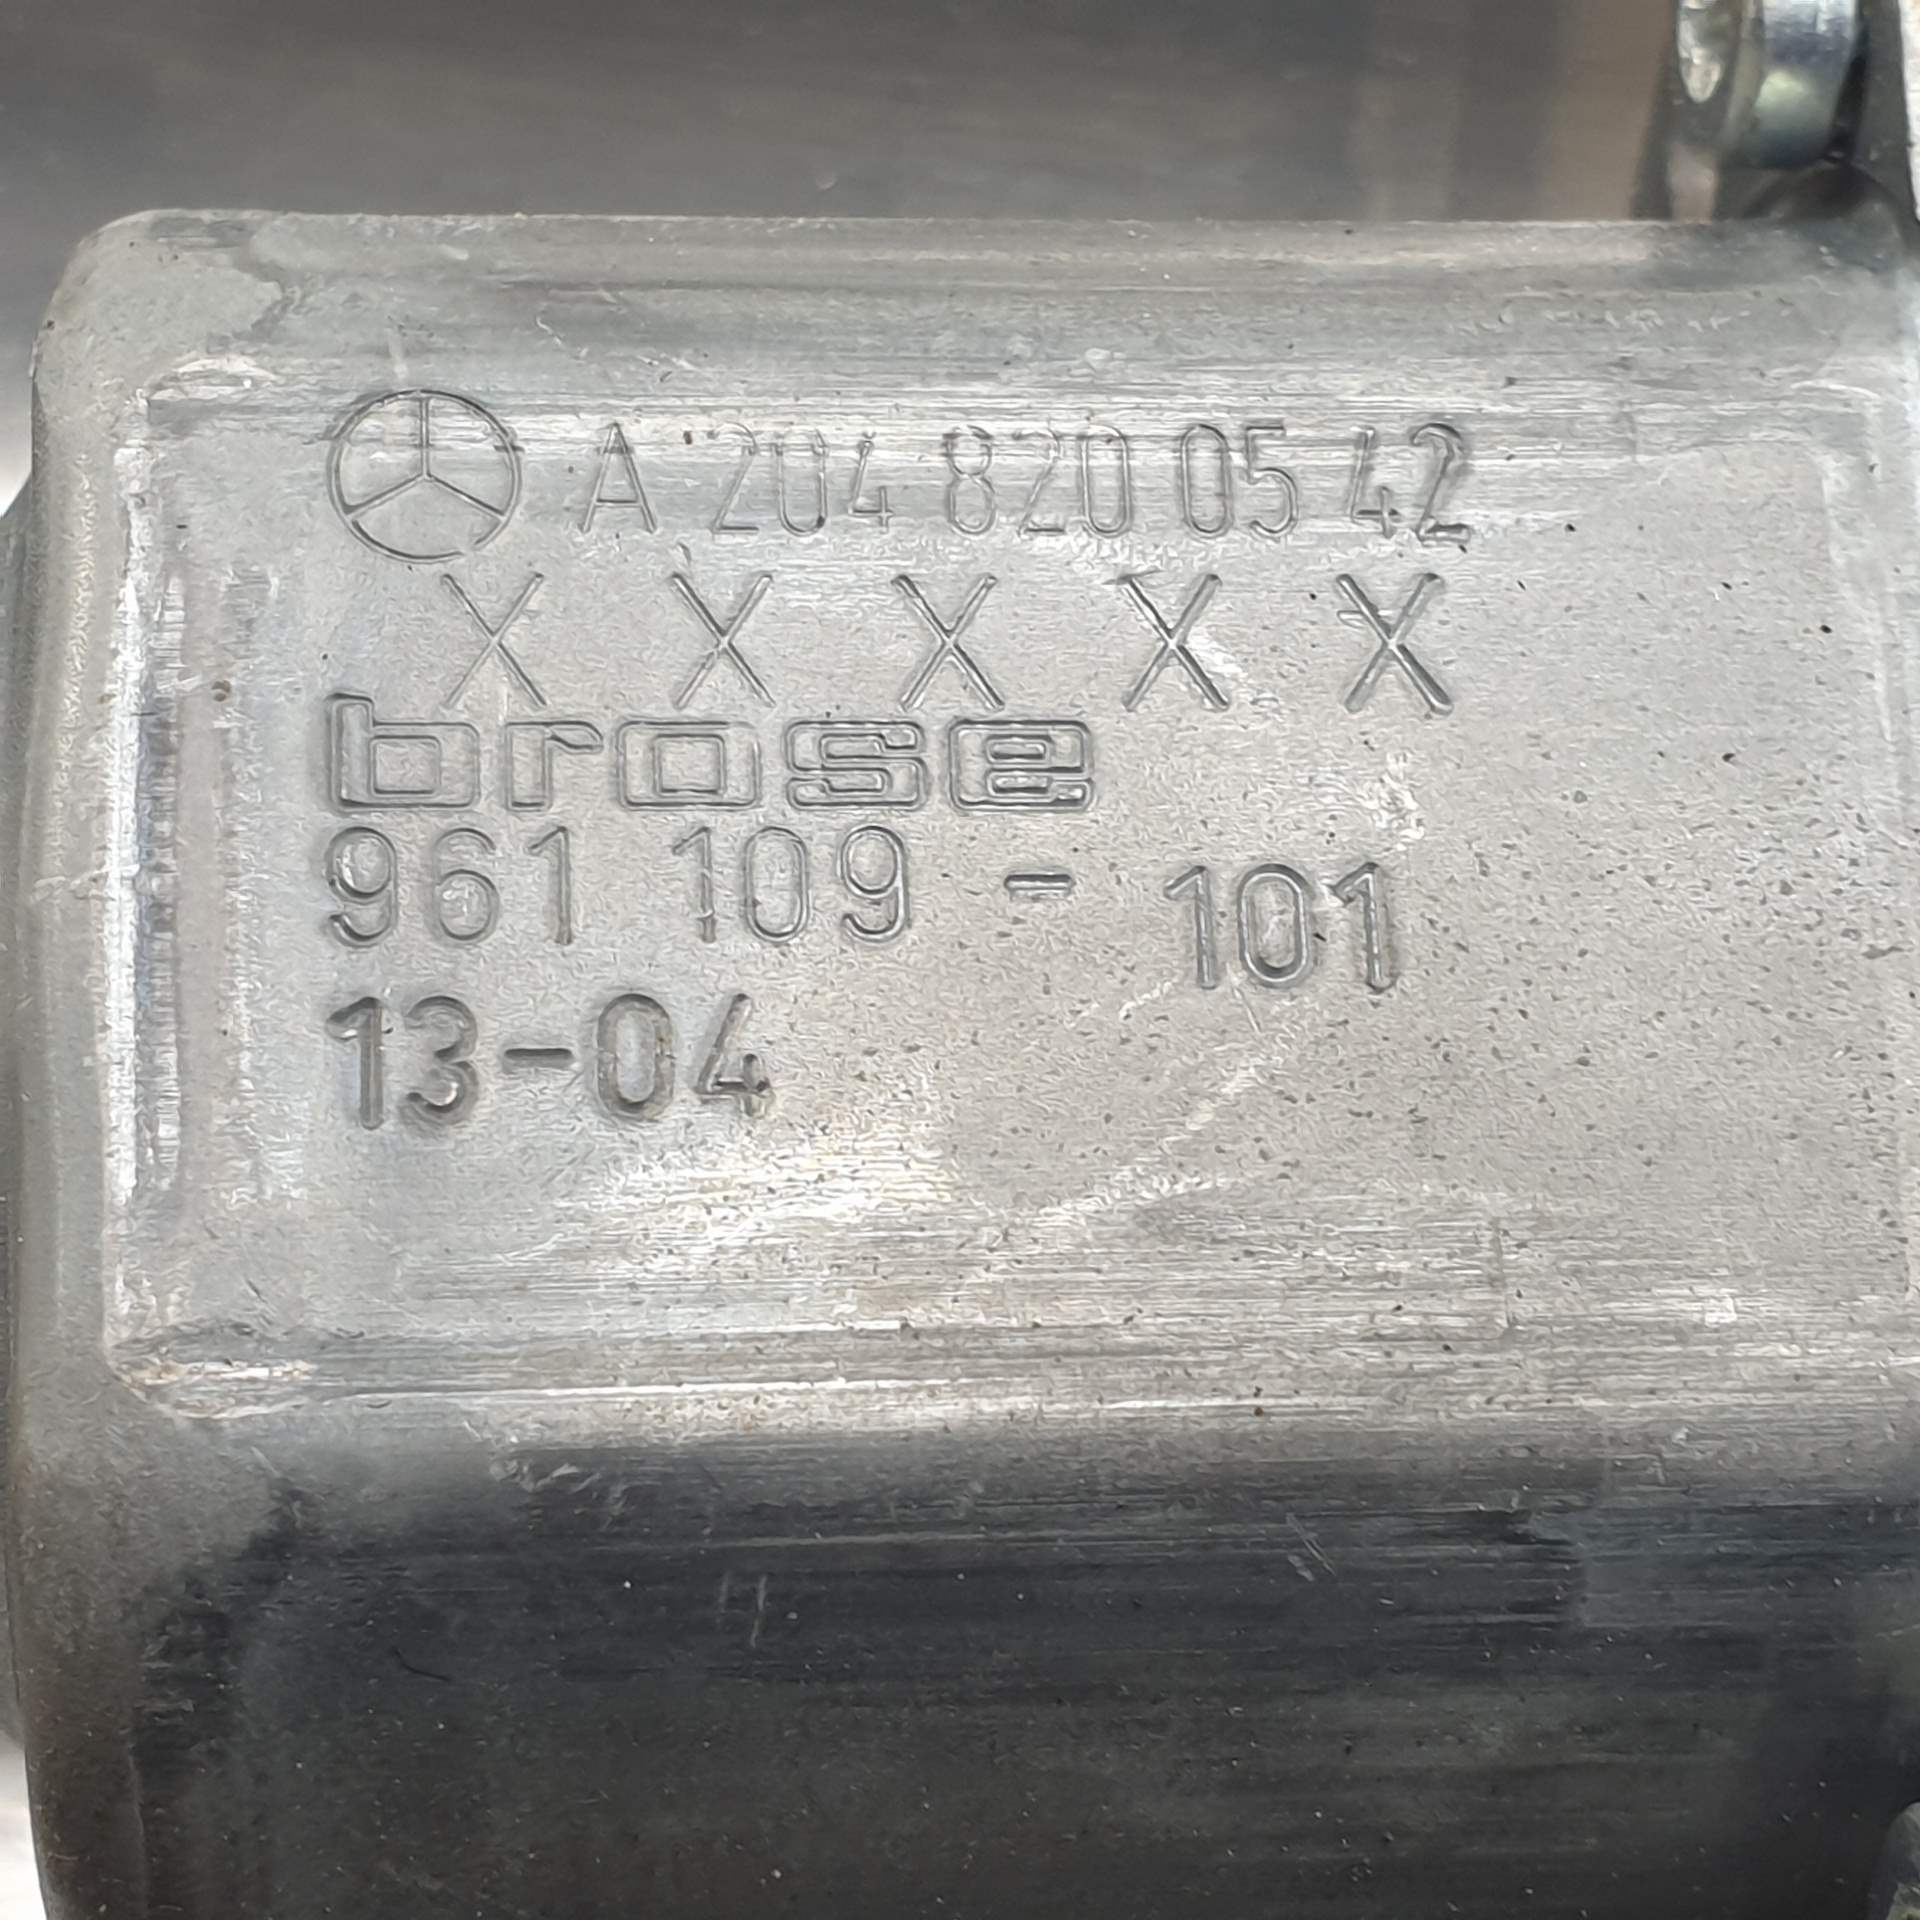 A 204 820 05 42
X X X X X
brose
961 109 - 101
13-04